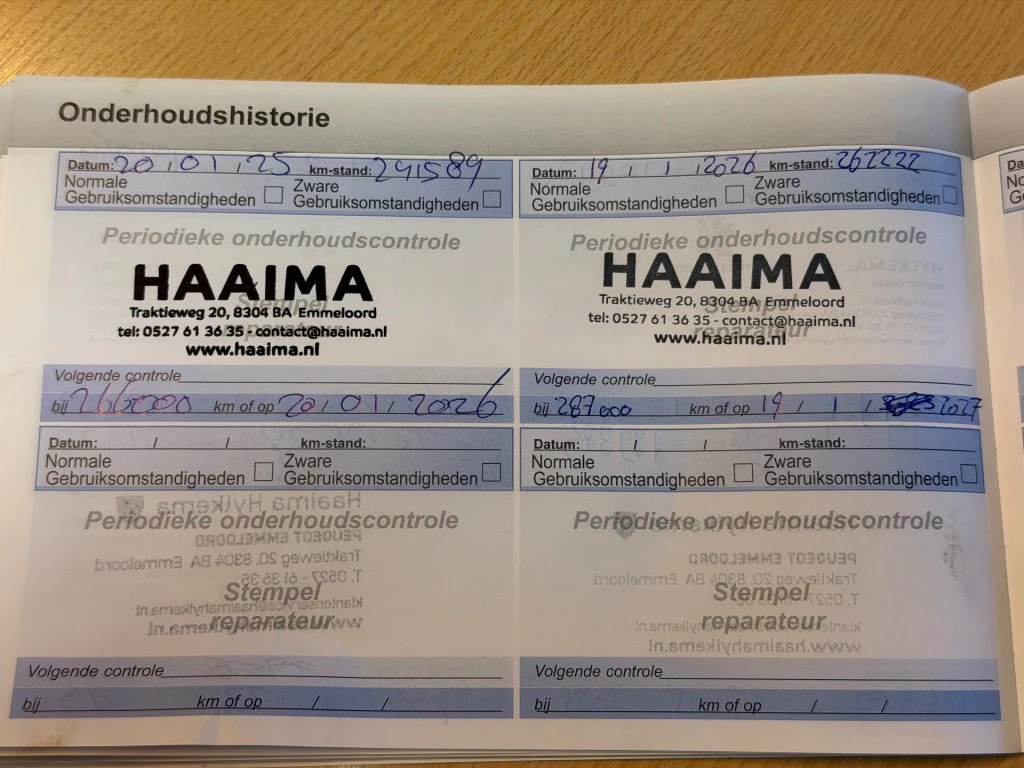 Onderhoudshistorie
Datum: 20 / 01 / 25 km-stand: 241589
Normale
Gebruiksomstandigheden
Zware
Gebruiksomstandigheden
Periodieke onderhoudscontrole
Stempel
reparateur
HAAIMA
Traktieweg 20, 8304 BA Emmeloord
tel: 0527 61 36 35 - contact@haaima.nl
www.haaima.nl
Volgende controle
bij 266000 km of op 20 / 01 / 2026
Datum: 19 / 1 / 2026 km-stand: 262222
Normale
Gebruiksomstandigheden
Zware
Gebruiksomstandigheden
Periodieke onderhoudscontrole
Stempel
reparateur
HAAIMA
Traktieweg 20, 8304 BA Emmeloord
tel: 0527 61 36 35 - contact@haaima.nl
www.haaima.nl
Volgende controle
bij 287000 km of op 19 / 1 / 2027
Datum: / / km-stand:
Normale
Gebruiksomstandigheden
Zware
Gebruiksomstandigheden
Periodieke onderhoudscontrole
Stempel
reparateur
Volgende controle
bij km of op / /
Datum: / / km-stand:
Normale
Gebruiksomstandigheden
Zware
Gebruiksomstandigheden
Periodieke onderhoudscontrole
Stempel
reparateur
Volgende controle
bij km of op / /